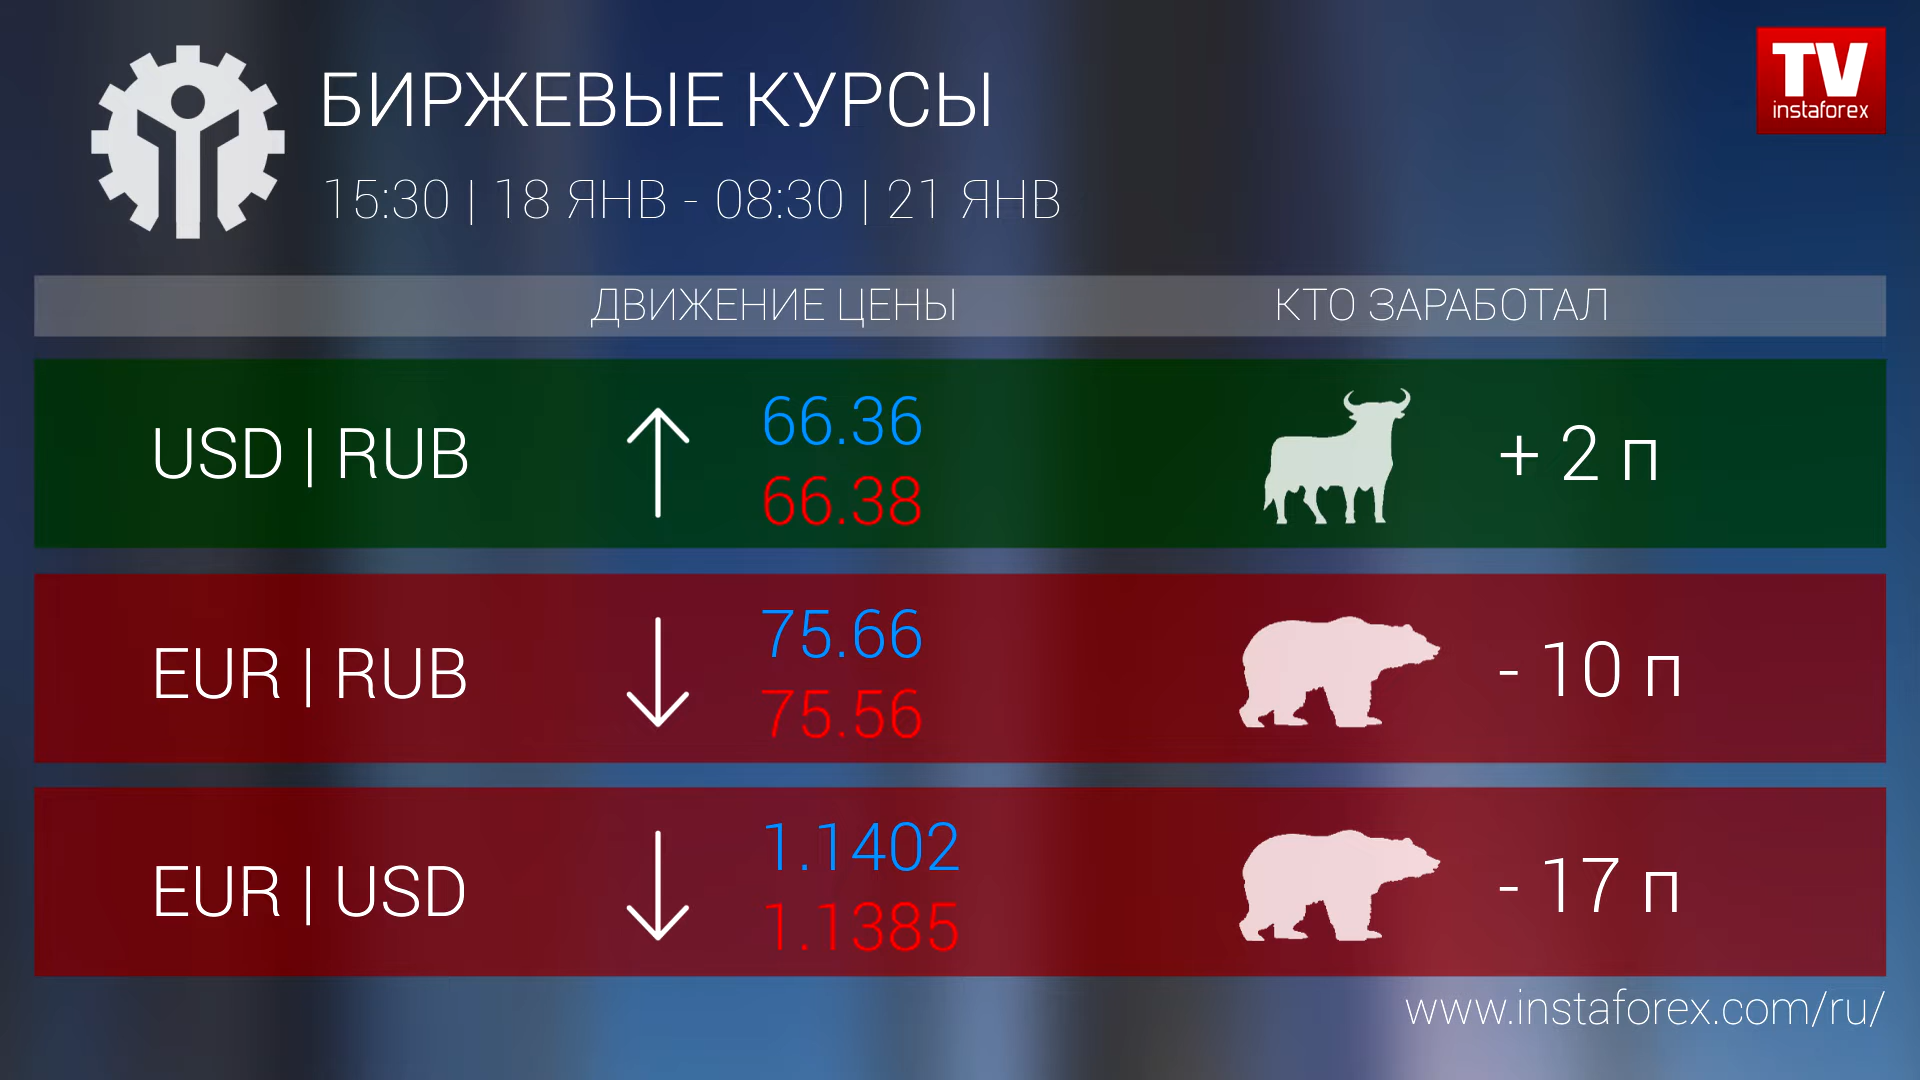 БИРЖЕВЫЕ КУРСЫ
TV
instaforex
15:30 | 18 ЯНВ - 08:30 | 21 ЯНВ
ДВИЖЕНИЕ ЦЕНЫ КТО ЗАРАБОТАЛ
66.36
USD | RUB + 2 п
66.38
75.66
EUR | RUB - 10 п
75.56
1.1402
EUR | USD - 17 п
1.1385
www.instaforex.com/ru/